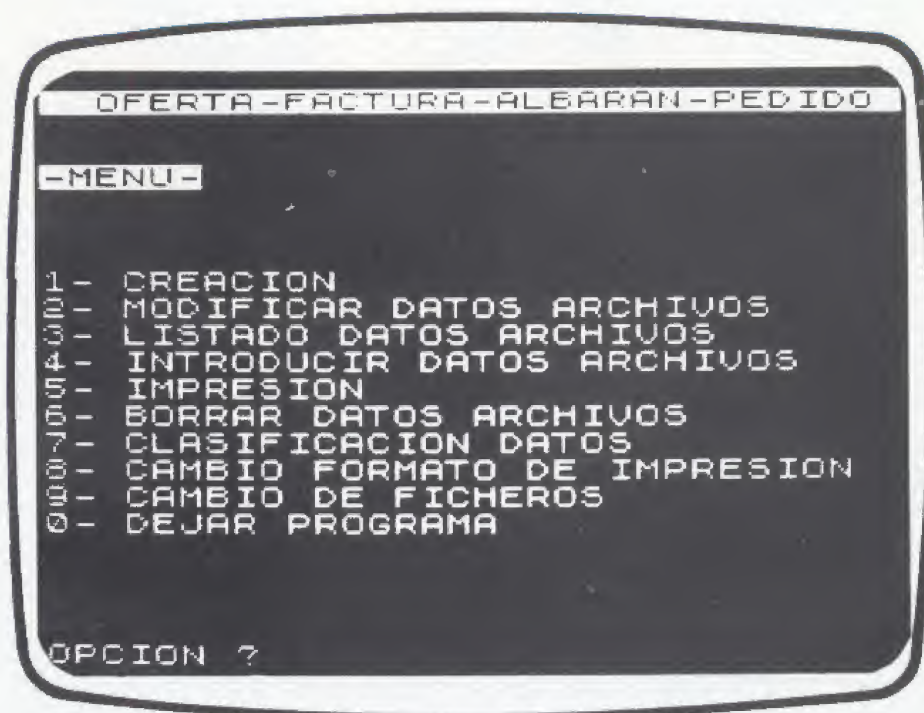 OFERTA-FACTURA-ALBARAN-PEDIDO
-MENU-
1- CREACION
2- MODIFICAR DATOS ARCHIVOS
3- LISTADO DATOS ARCHIVOS
4- INTRODUCIR DATOS ARCHIVOS
5- IMPRESION
6- BORRAR DATOS ARCHIVOS
7- CLASIFICACION DATOS
8- CAMBIO FORMATO DE IMPRESION
9- CAMBIO DE FICHEROS
0- DEJAR PROGRAMA
OPCION ?